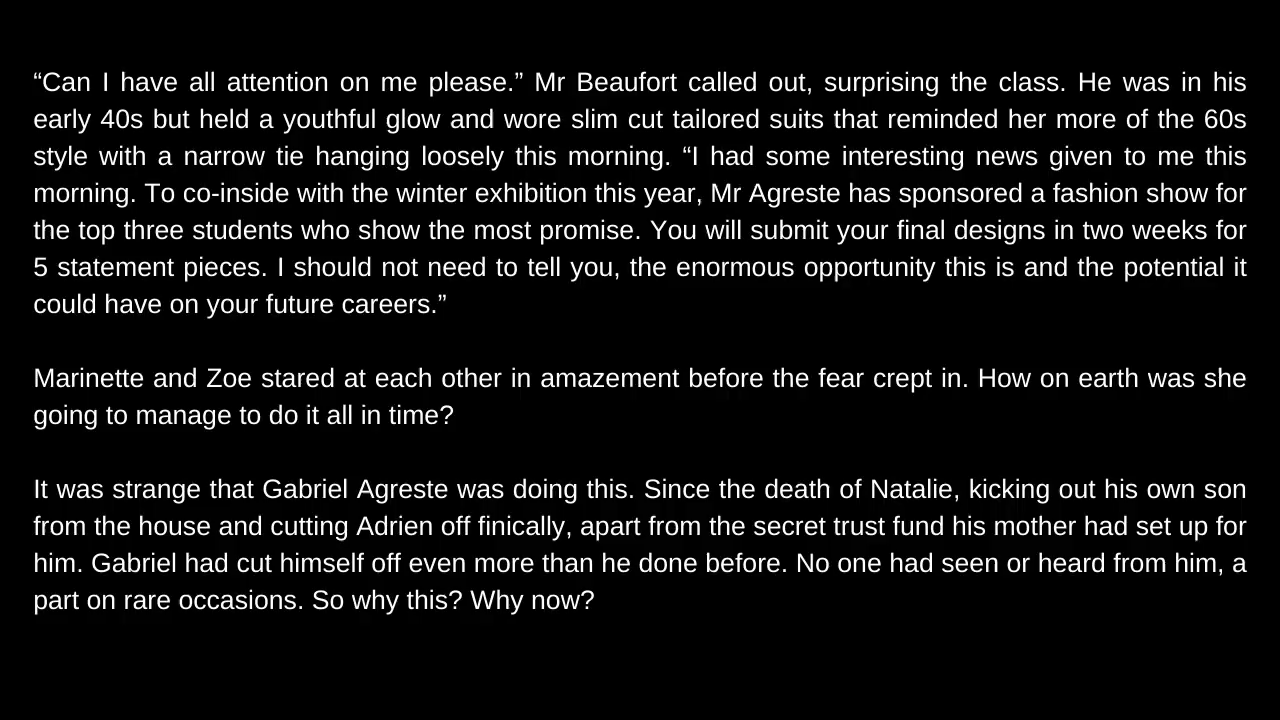 “Can I have all attention on me please.” Mr Beaufort called out, surprising the class. He was in his
early 40s but held a youthful glow and wore slim cut tailored suits that reminded her more of the 60s
style with a narrow tie hanging loosely this morning. “I had some interesting news given to me this
morning. To co-inside with the winter exhibition this year, Mr Agreste has sponsored a fashion show for
the top three students who show the most promise. You will submit your final designs in two weeks for
5 statement pieces. I should not need to tell you, the enormous opportunity this is and the potential it
could have on your future careers.”
Marinette and Zoe stared at each other in amazement before the fear crept in. How on earth was she
going to manage to do it all in time?
It was strange that Gabriel Agreste was doing this. Since the death of Natalie, kicking out his own son
from the house and cutting Adrien off finically, apart from the secret trust fund his mother had set up for
him. Gabriel had cut himself off even more than he done before. No one had seen or heard from him, a
part on rare occasions. So why this? Why now?